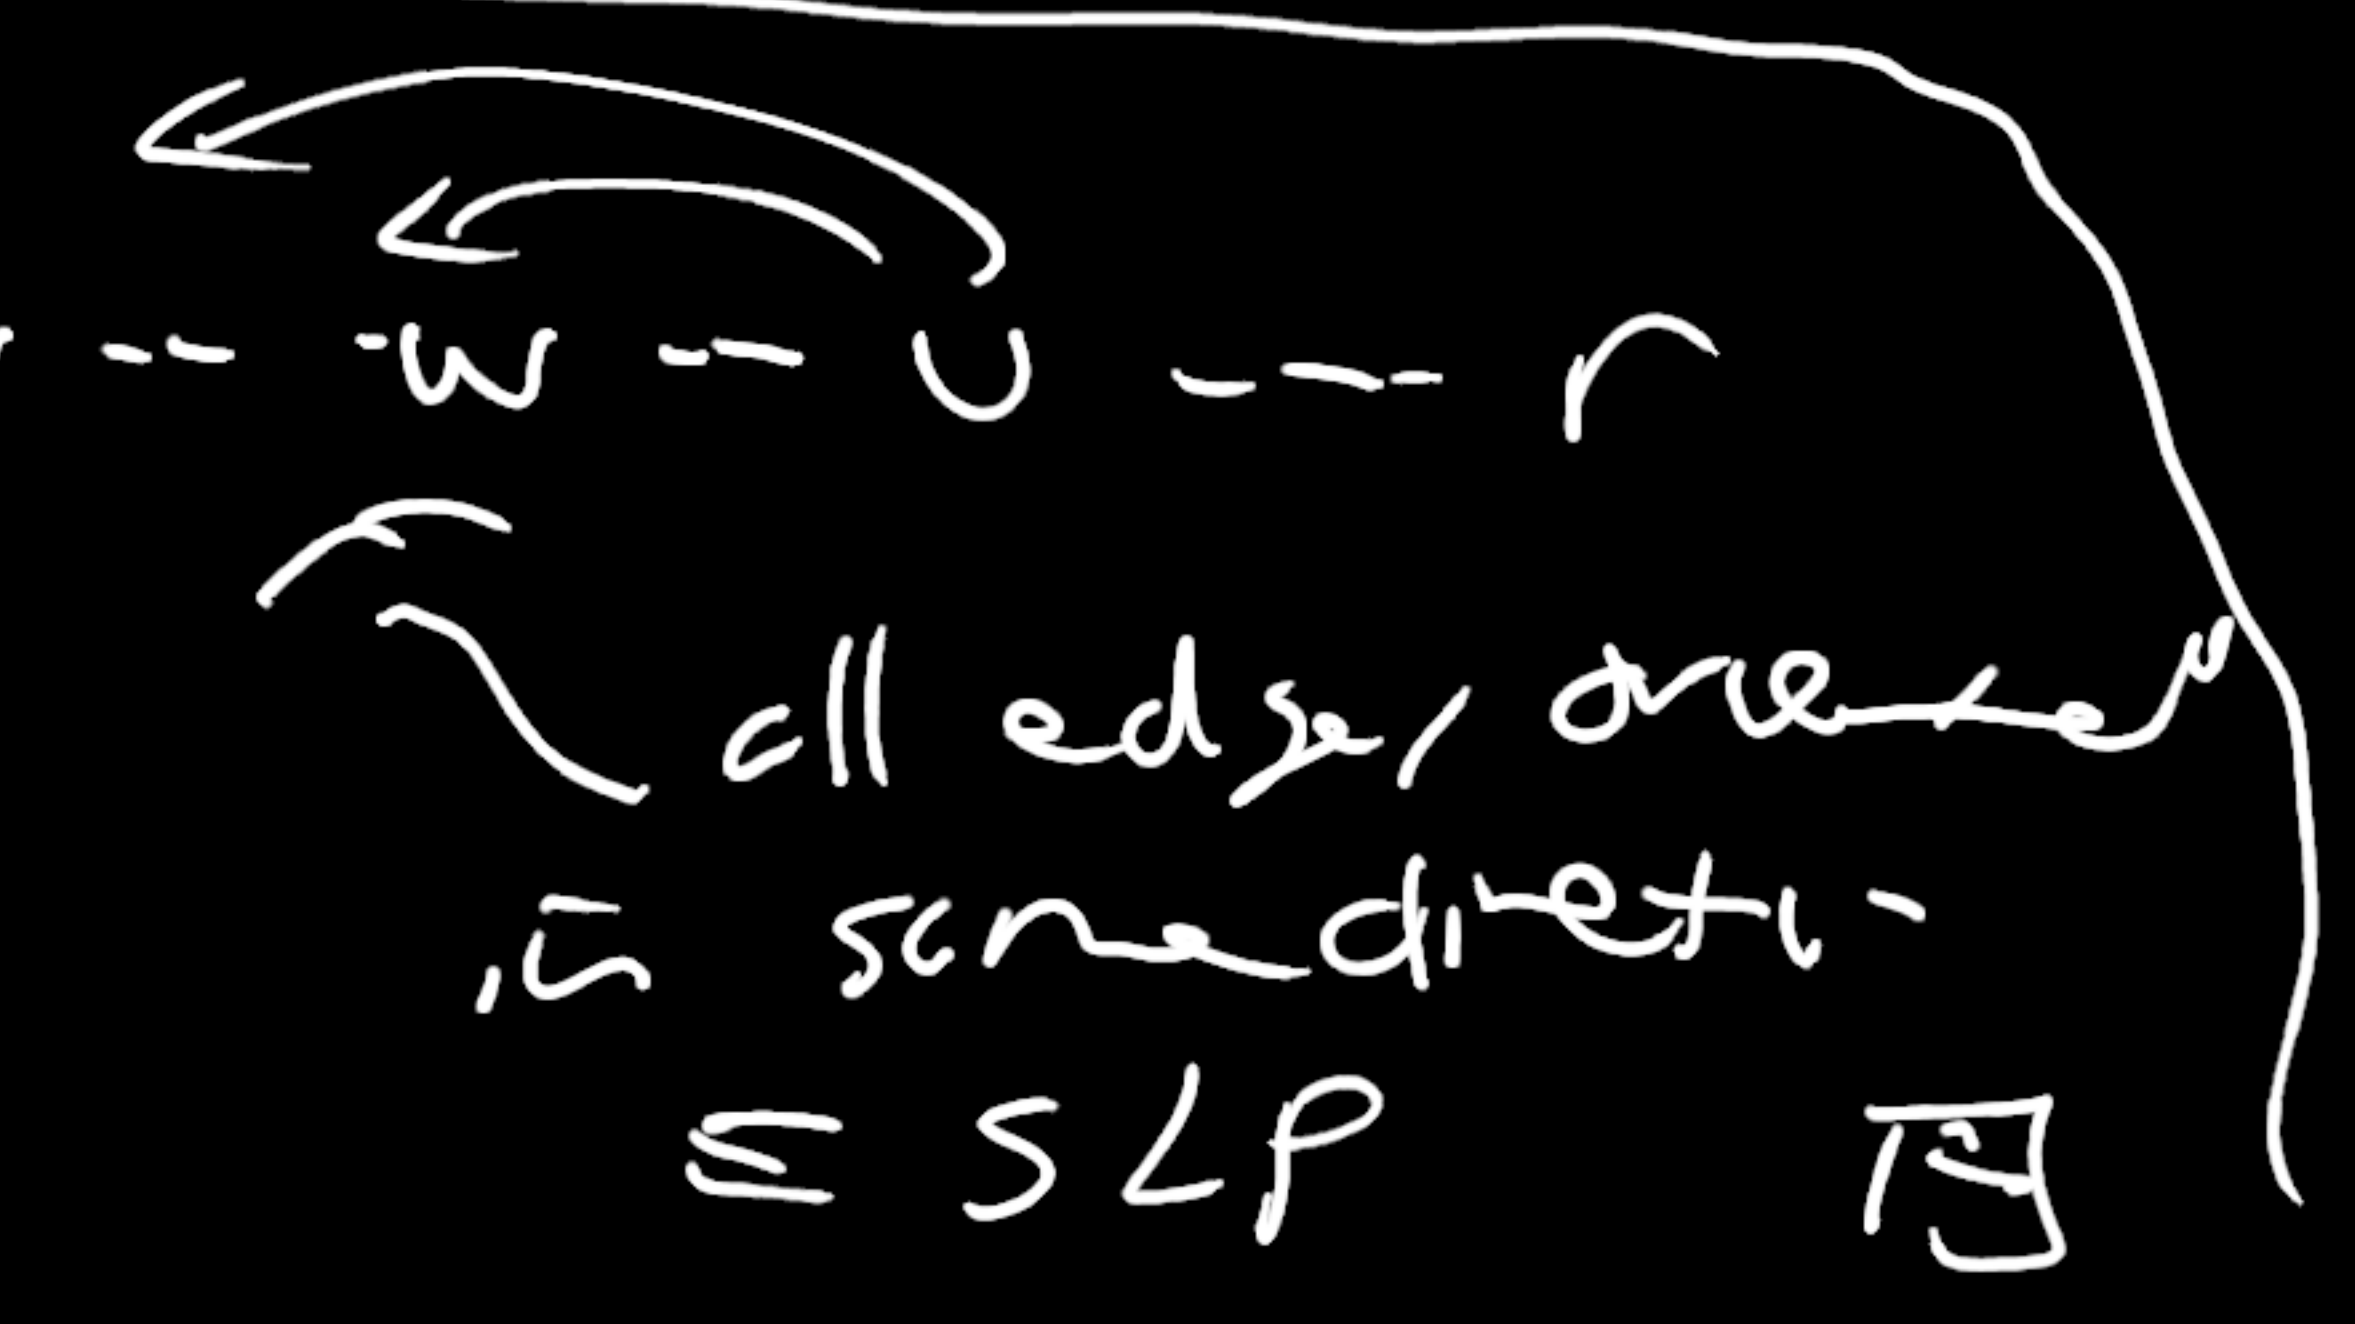 -- -w -- U --- r
all edges oriented
in same direction
≡ SLP